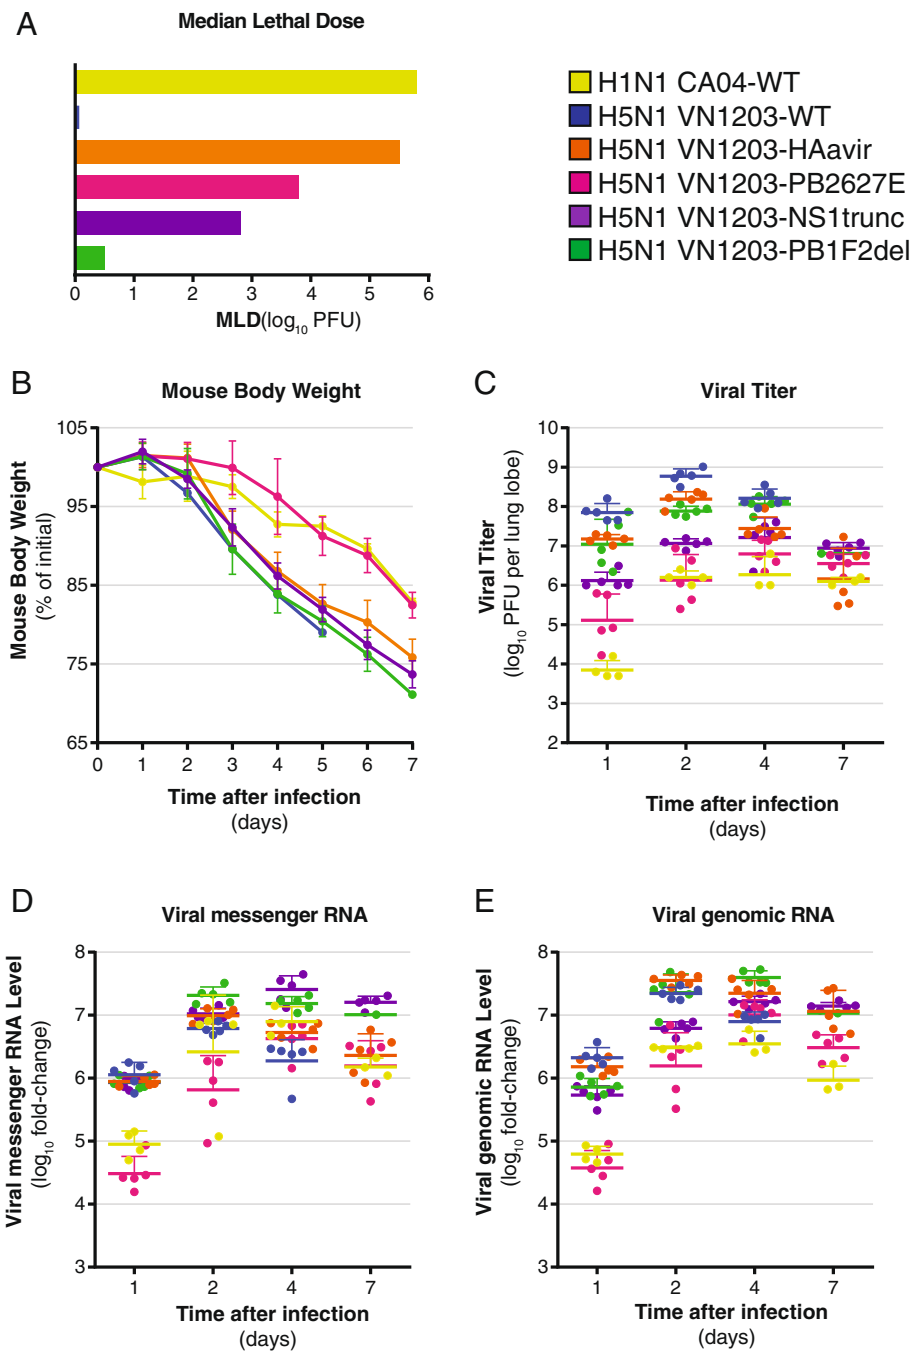 A
Median Lethal Dose
0 1 2 3 4 5 6
MLD(log10 PFU)
H1N1 CA04-WT
H5N1 VN1203-WT
H5N1 VN1203-HAavir
H5N1 VN1203-PB2627E
H5N1 VN1203-NS1trunc
H5N1 VN1203-PB1F2del
B
Mouse Body Weight
Mouse Body Weight
(% of initial)
105
95
85
75
65
0 1 2 3 4 5 6 7
Time after infection
(days)
C
Viral Titer
Viral Titer
(log10 PFU per lung lobe)
10
9
8
7
6
5
4
3
2
1 2 4 7
Time after infection
(days)
D
Viral messenger RNA
Viral messenger RNA Level
(log10 fold-change)
8
7
6
5
4
3
1 2 4 7
Time after infection
(days)
E
Viral genomic RNA
Viral genomic RNA Level
(log10 fold-change)
8
7
6
5
4
3
1 2 4 7
Time after infection
(days)